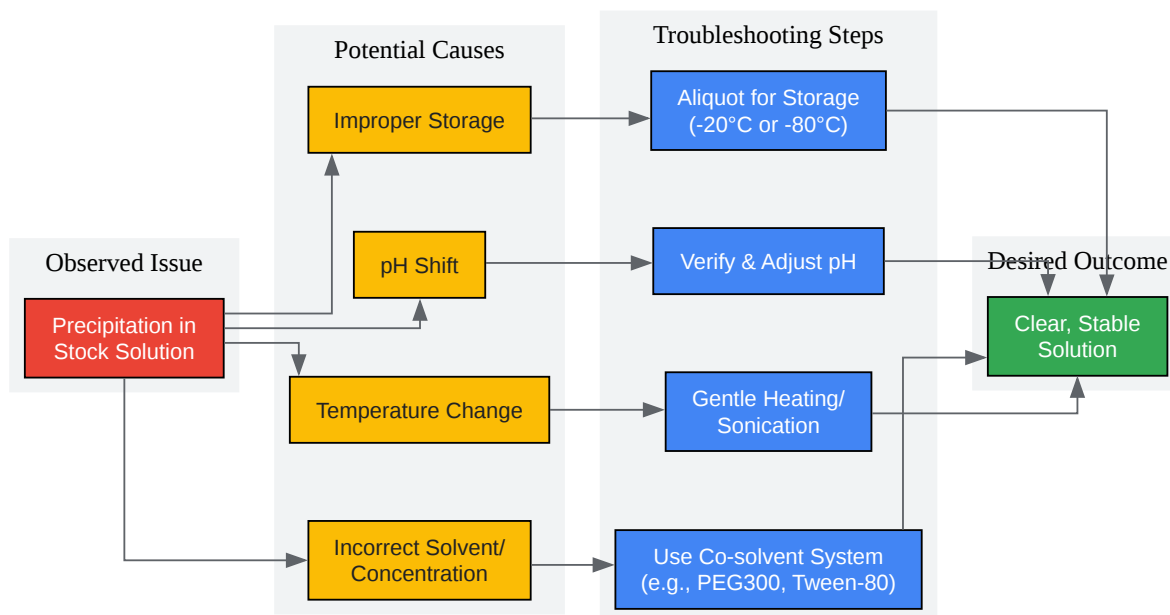 Observed Issue
Precipitation in
Stock Solution
Potential Causes
Improper Storage
pH Shift
Temperature Change
Incorrect Solvent/
Concentration
Troubleshooting Steps
Aliquot for Storage
(-20°C or -80°C)
Verify & Adjust pH
Gentle Heating/
Sonication
Use Co-solvent System
(e.g., PEG300, Tween-80)
Desired Outcome
Clear, Stable
Solution